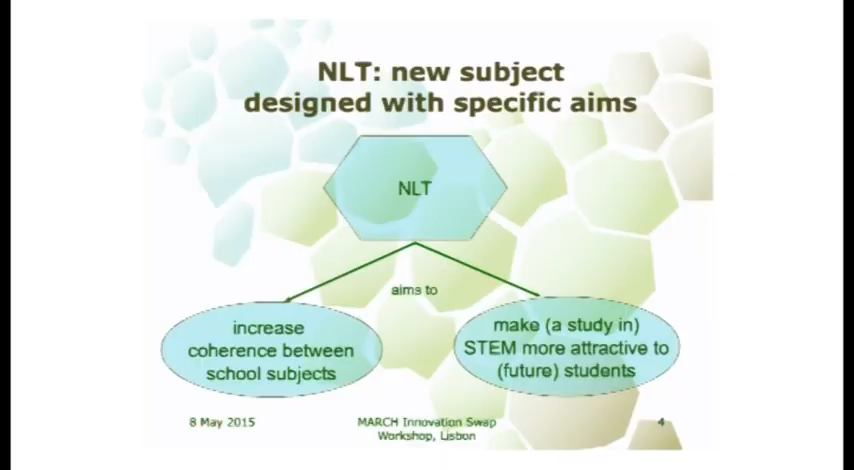 NLT: new subject
designed with specific aims
NLT
aims to
increase
coherence between
school subjects
make (a study in)
STEM more attractive to
(future) students
8 May 2015
MARCH Innovation Swap
Workshop, Lisbon
4